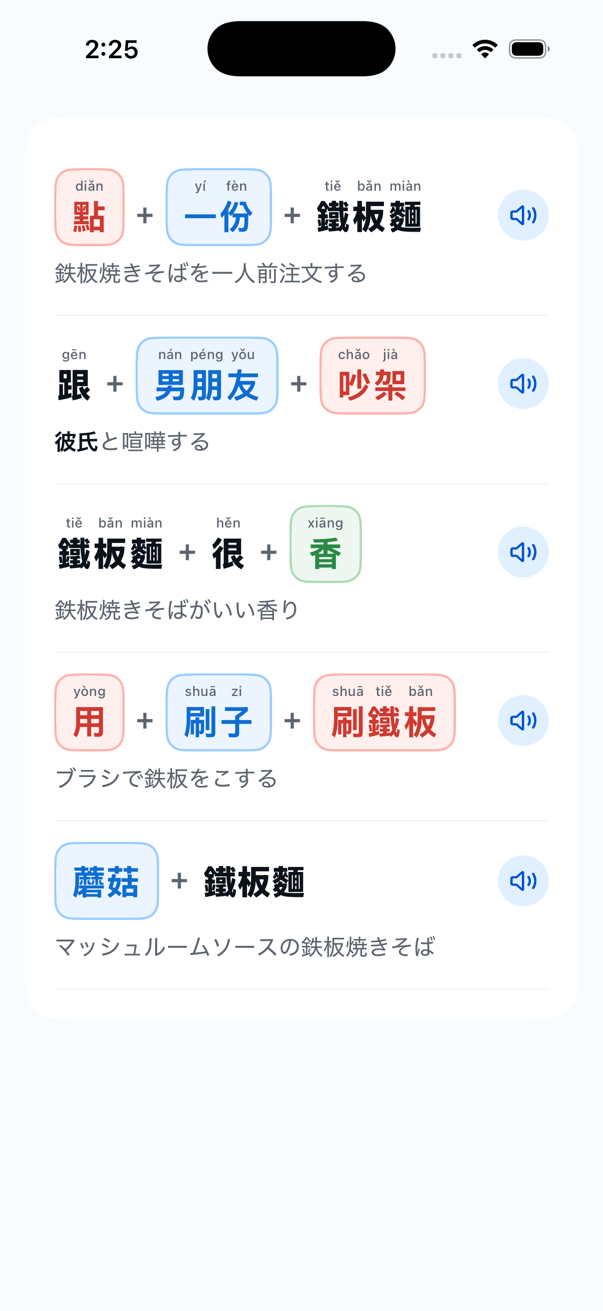 2:25
diǎn yí fèn tiě bǎn miàn
點 + 一份 + 鐵板麵
鉄板焼きそばを一人前注文する
gēn nán péng yǒu chǎo jià
跟 + 男朋友 + 吵架
彼氏と喧嘩する
tiě bǎn miàn hěn xiāng
鐵板麵 + 很 + 香
鉄板焼きそばがいい香り
yòng shuā zi shuā tiě bǎn
用 + 刷子 + 刷鐵板
ブラシで鉄板をこする
蘑菇 + 鐵板麵
マッシュルームソースの鉄板焼きそば